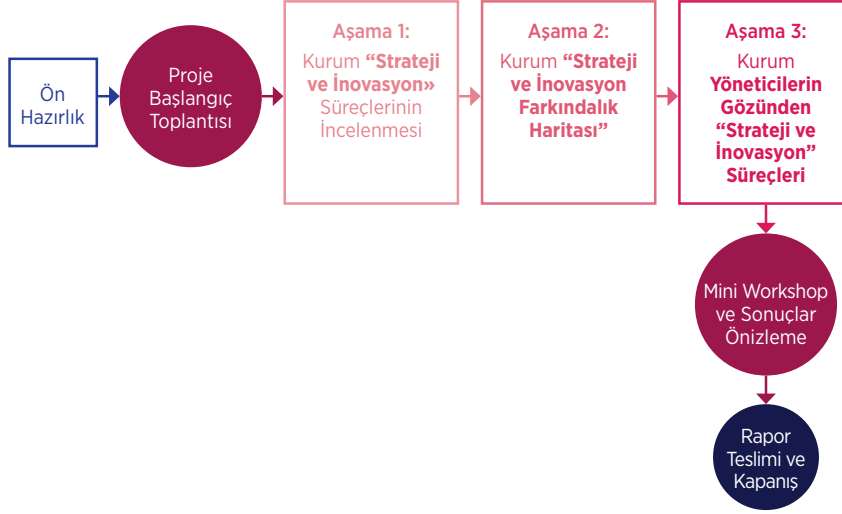 Ön
Hazırlık
Proje
Başlangıç
Toplantısı
Aşama 1:
Kurum “Strateji
ve İnovasyon»
Süreçlerinin
İncelenmesi
Aşama 2:
Kurum “Strateji
ve İnovasyon
Farkındalık
Haritası”
Aşama 3:
Kurum
Yöneticilerin
Gözünden
“Strateji ve
İnovasyon”
Süreçleri
Mini Workshop
ve Sonuçlar
Önizleme
Rapor
Teslimi ve
Kapanış